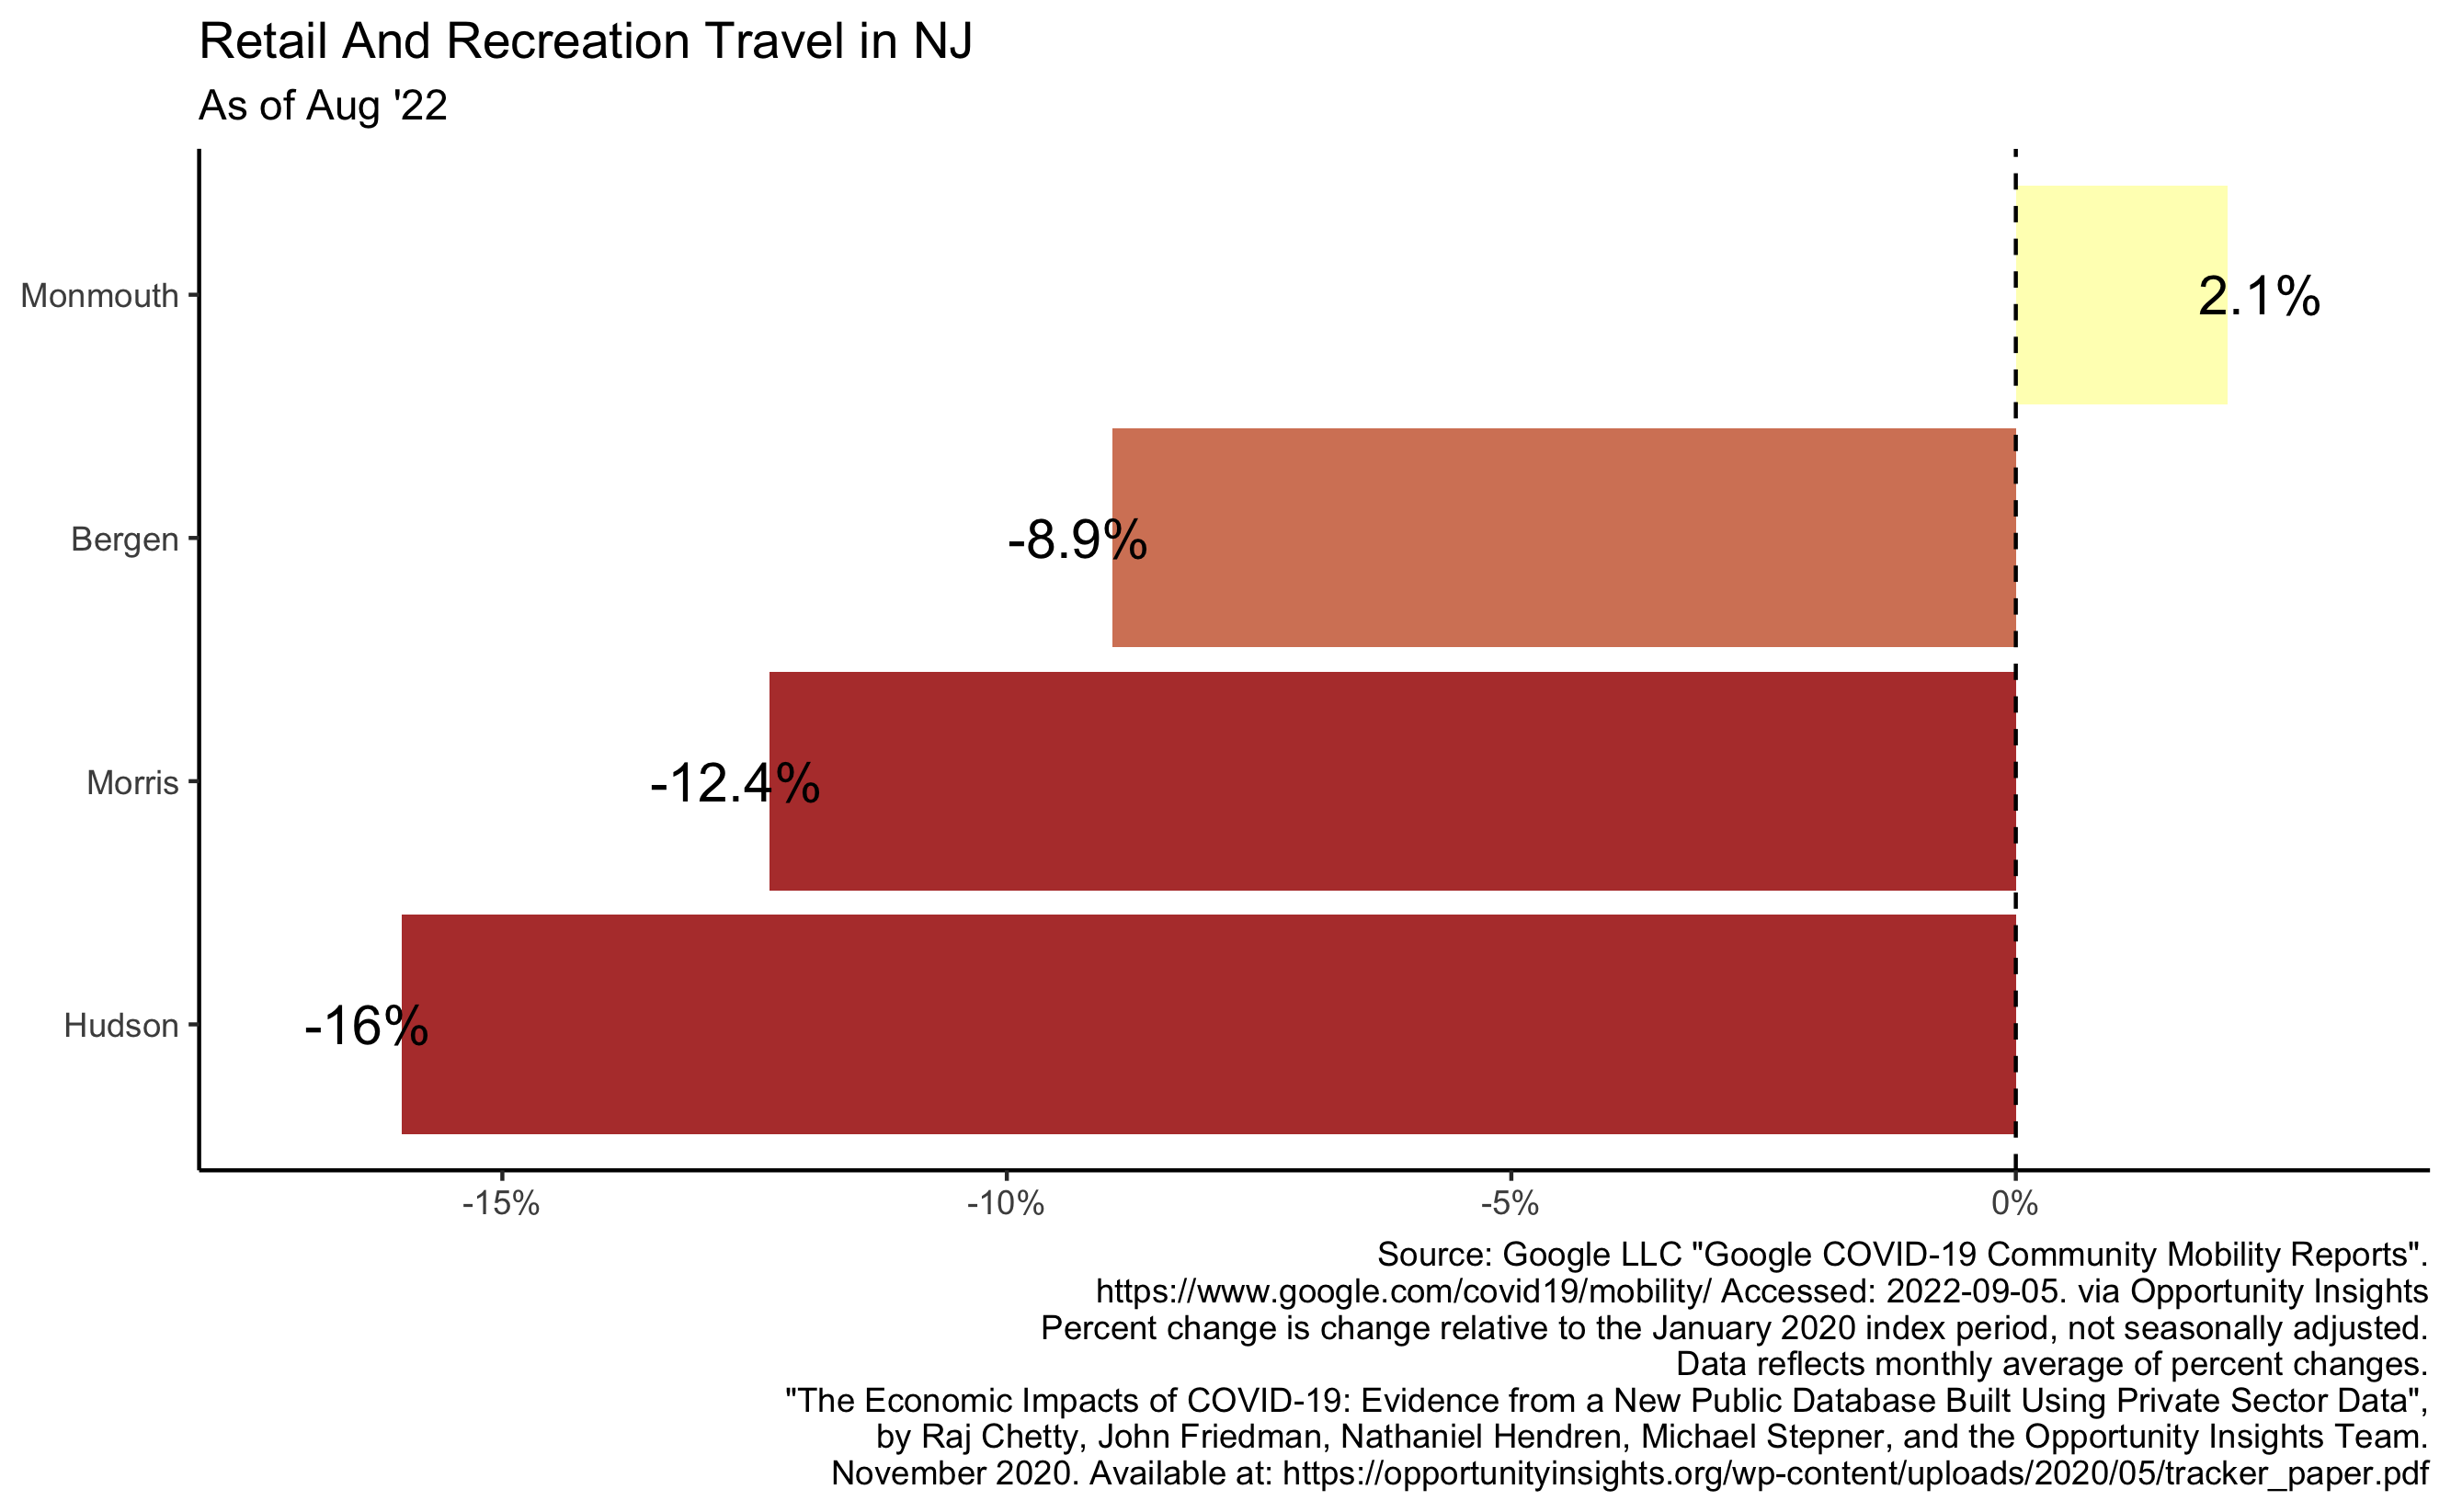 Retail And Recreation Travel in NJ
As of Aug '22
Monmouth
2.1%
Bergen
-8.9%
Morris
-12.4%
Hudson
-16%
-15%
-10%
-5%
0%
Source: Google LLC "Google COVID-19 Community Mobility Reports".
https://www.google.com/covid19/mobility/ Accessed: 2022-09-05. via Opportunity Insights
Percent change is change relative to the January 2020 index period, not seasonally adjusted.
Data reflects monthly average of percent changes.
"The Economic Impacts of COVID-19: Evidence from a New Public Database Built Using Private Sector Data",
by Raj Chetty, John Friedman, Nathaniel Hendren, Michael Stepner, and the Opportunity Insights Team.
November 2020. Available at: https://opportunityinsights.org/wp-content/uploads/2020/05/tracker_paper.pdf